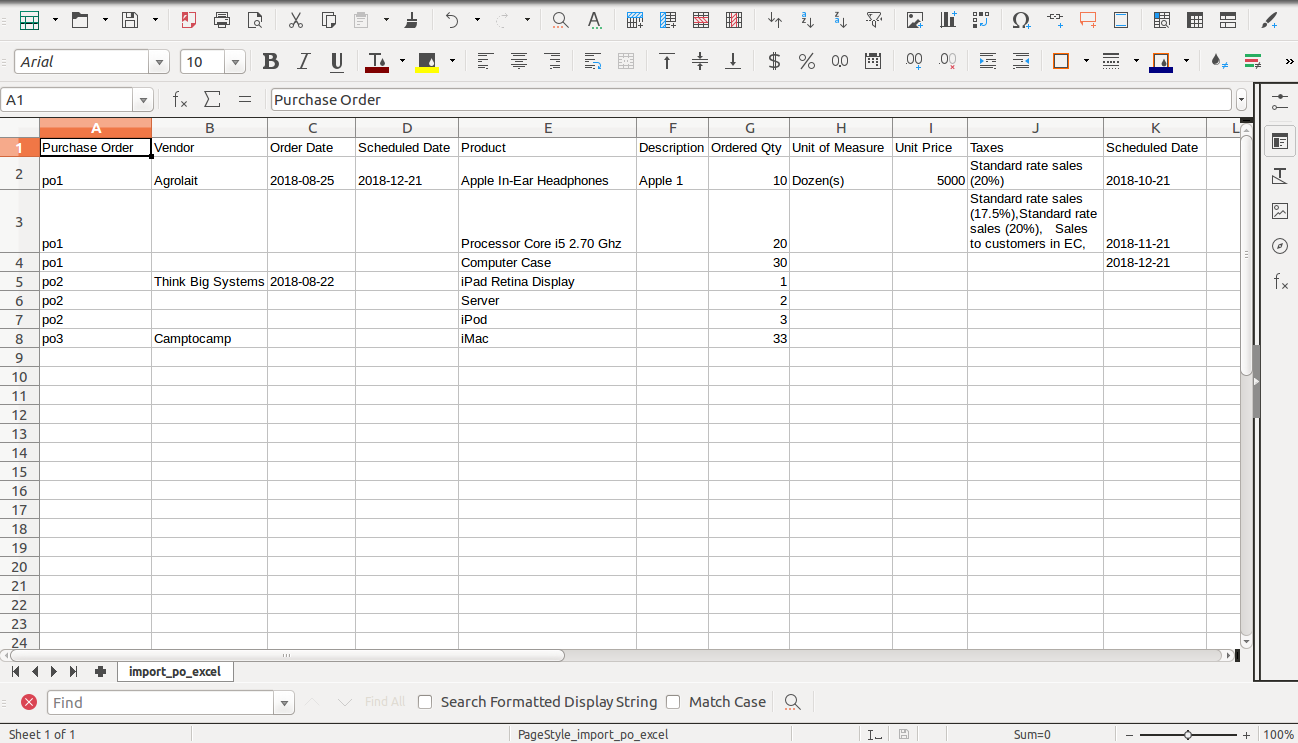 Arial 10
A1 Purchase Order
A B C D E F G H I J K L
1 Purchase Order Vendor Order Date Scheduled Date Product Description Ordered Qty Unit of Measure Unit Price Taxes Scheduled Date
Standard rate sales
2 po1 Agrolait 2018-08-25 2018-12-21 Apple In-Ear Headphones Apple 1 10 Dozen(s) 5000 (20%) 2018-10-21
Standard rate sales
(17.5%),Standard rate
sales (20%), Sales
3 po1 Processor Core i5 2.70 Ghz 20 to customers in EC, 2018-11-21
4 po1 Computer Case 30 2018-12-21
5 po2 Think Big Systems 2018-08-22 iPad Retina Display 1
6 po2 Server 2
7 po2 iPod 3
8 po3 Camptocamp iMac 33
9
10
11
12
13
14
15
16
17
18
19
20
21
22
23
24
import_po_excel
Find Find All Search Formatted Display String Match Case
Sheet 1 of 1 PageStyle_import_po_excel Sum=0 100%